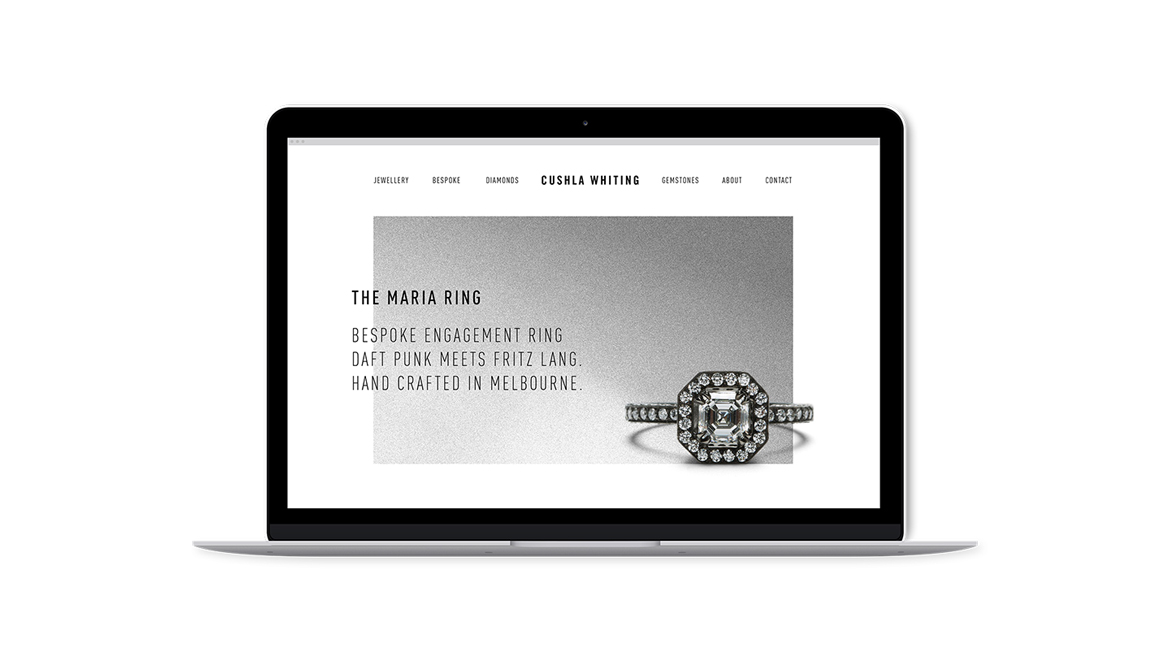 JEWELLERY BESPOKE DIAMONDS CUSHLA WHITING GEMSTONES ABOUT CONTACT
THE MARIA RING
BESPOKE ENGAGEMENT RING
DAFT PUNK MEETS FRITZ LANG.
HAND CRAFTED IN MELBOURNE.